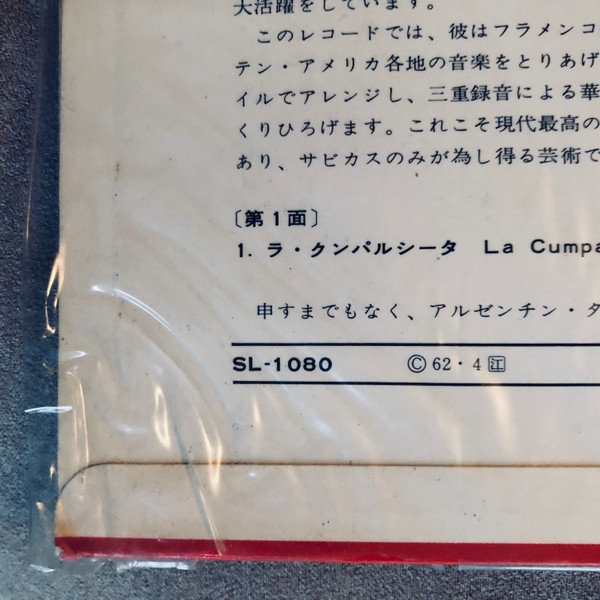 大活躍をしています。
このレコードでは、彼はフラメンコ
テン・アメリカ各地の音楽をとりあげ
イルでアレンジし、三重録音による華
くりひろげます。これこそ現代最高の
あり、サビカスのみが為し得る芸術で
〔第1面〕
1. ラ・クンパルシータ La Cumpa
申すまでもなく、アルゼンチン・タ
SL-1080 Ⓒ 62・4 江